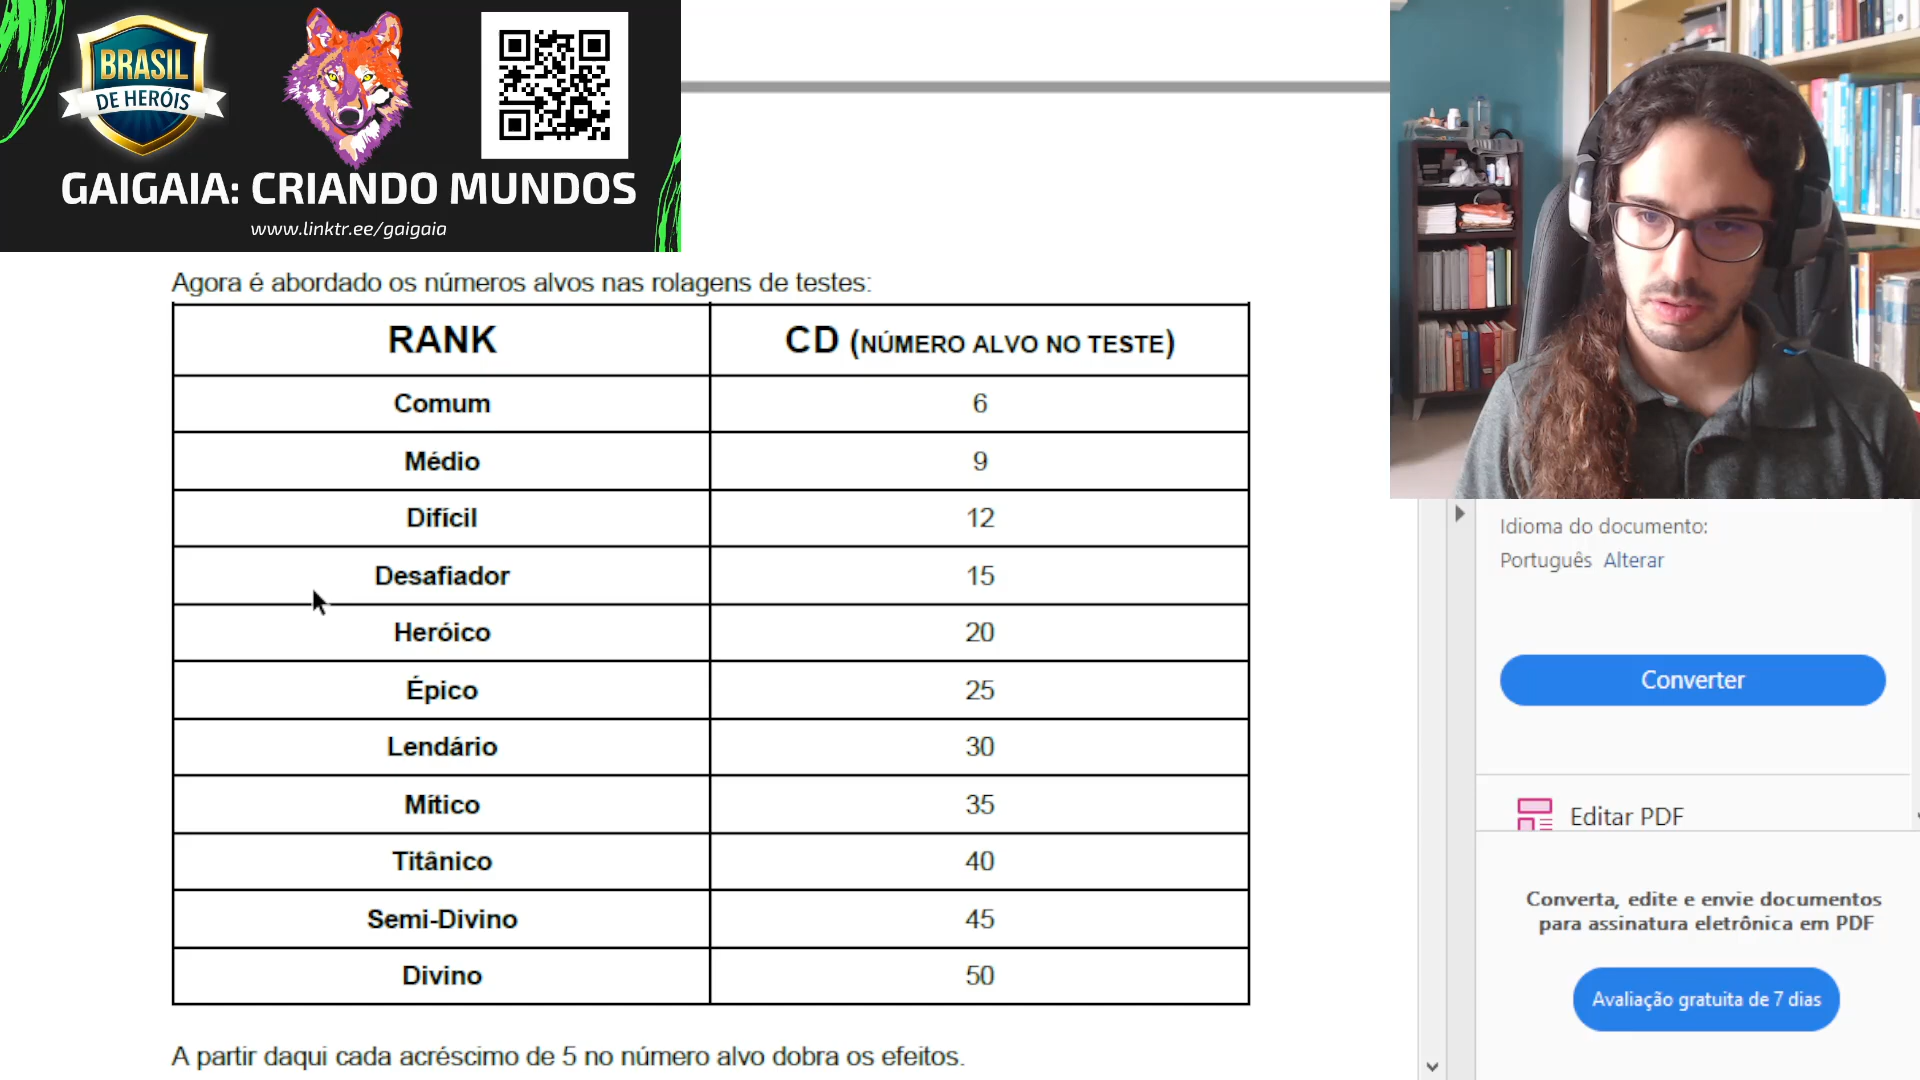 BRASIL
DE HERÓIS
GAIGAIA: CRIANDO MUNDOS
www.linktr.ee/gaigaia
Agora é abordado os números alvos nas rolagens de testes:
RANK CD (NÚMERO ALVO NO TESTE)
Comum 6
Médio 9
Difícil 12
Desafiador 15
Heróico 20
Épico 25
Lendário 30
Mítico 35
Titânico 40
Semi-Divino 45
Divino 50
A partir daqui cada acréscimo de 5 no número alvo dobra os efeitos.
Idioma do documento:
Português Alterar
Converter
Editar PDF
Converta, edite e envie documentos
para assinatura eletrônica em PDF
Avaliação gratuita de 7 dias